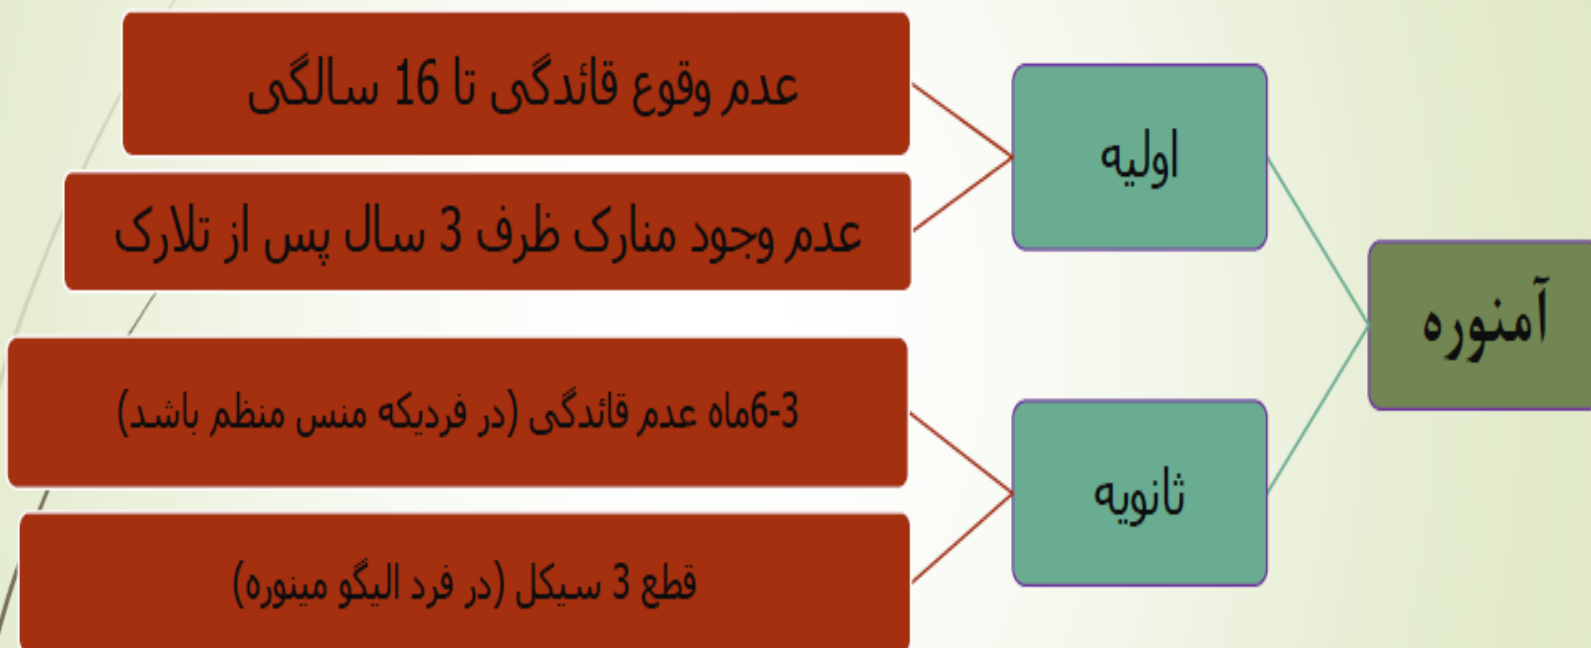 آمنوره
اولیه
عدم وقوع قائدگی تا 16 سالگی
عدم وجود منارک ظرف 3 سال پس از تلارک
ثانویه
6-3ماه عدم قائدگی (در فردیکه منس منظم باشد)
قطع 3 سیکل (در فرد الیگو مینوره)